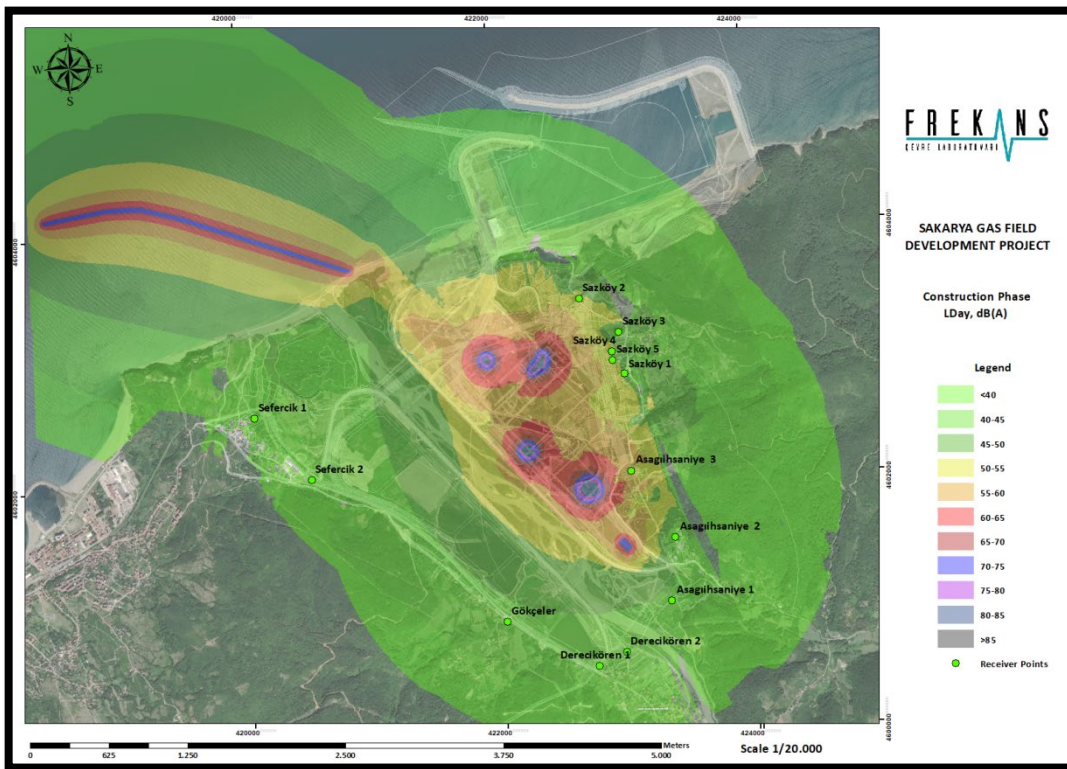 420000
422000
424000
N
W
E
S
4604000
4604000
4602000
4602000
4600000
Sazköy 2
Sazköy 3
Sazköy 4
Sazköy 5
Sazköy 1
Sefercik 1
Sefercik 2
Asagiihsaniye 3
Asagiihsaniye 2
Asagiihsaniye 1
Gökçeler
Derecikören 2
Derecikören 1
420000
422000
424000
Meters
0
625
1.250
2.500
3.750
5.000
Scale 1/20.000
FREKANS
ÇEVRE LABORATUVARI
SAKARYA GAS FIELD
DEVELOPMENT PROJECT
Construction Phase
LDay, dB(A)
Legend
<40
40-45
45-50
50-55
55-60
60-65
65-70
70-75
75-80
80-85
>85
Receiver Points